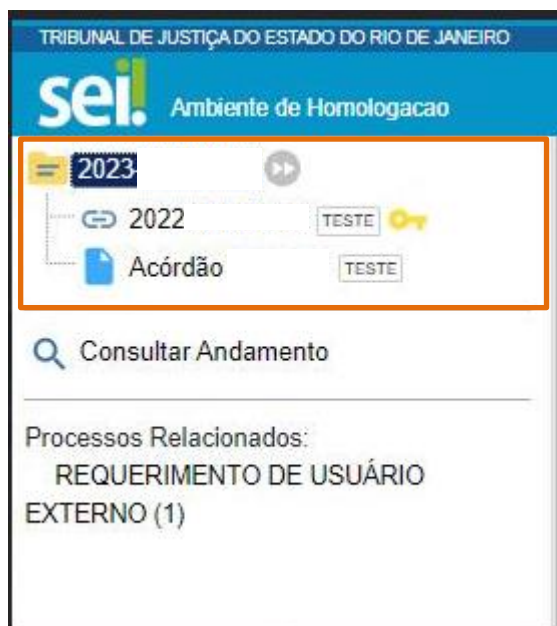 TRIBUNAL DE JUSTIÇA DO ESTADO DO RIO DE JANEIRO
sei! Ambiente de Homologacao
2023-
2022 TESTE
Acórdão TESTE
Consultar Andamento
Processos Relacionados:
REQUERIMENTO DE USUÁRIO
EXTERNO (1)